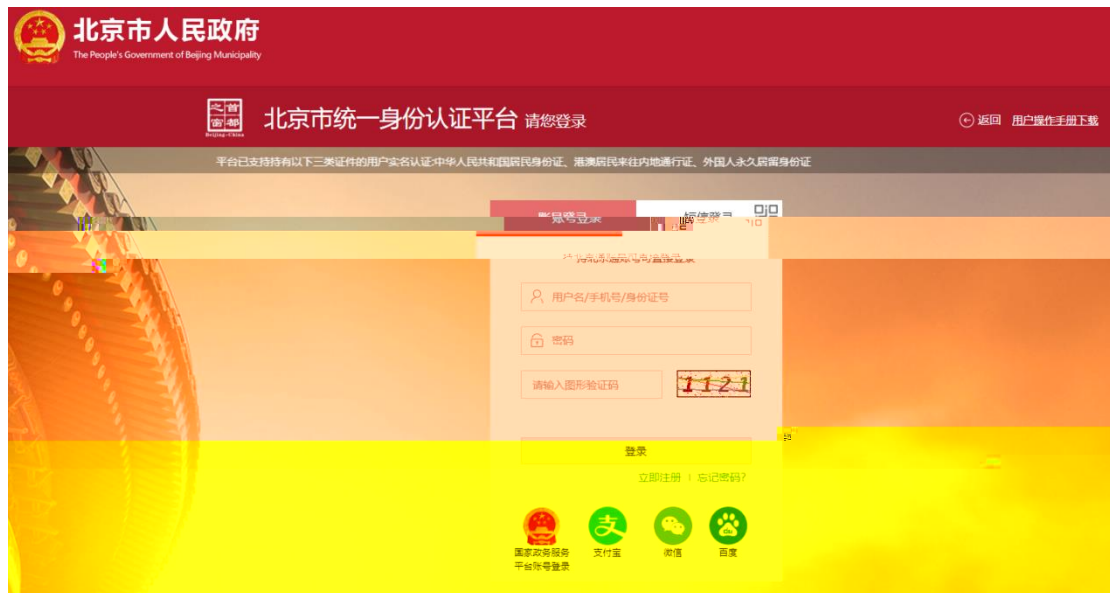 北京市人民政府
The People's Government of Beijing Municipality
首都之窗
Beijing-China
北京市统一身份认证平台 请您登录
返回 用户操作手册下载
平台已支持持有以下三类证件的用户实名认证:中华人民共和国居民身份证、港澳居民来往内地通行证、外国人永久居留身份证
登录
用户名/手机号/身份证号
密码
请输入图形验证码 1121
登录
立即注册 | 忘记密码?
国家政务服务 支付宝 微信 百度
平台账号登录